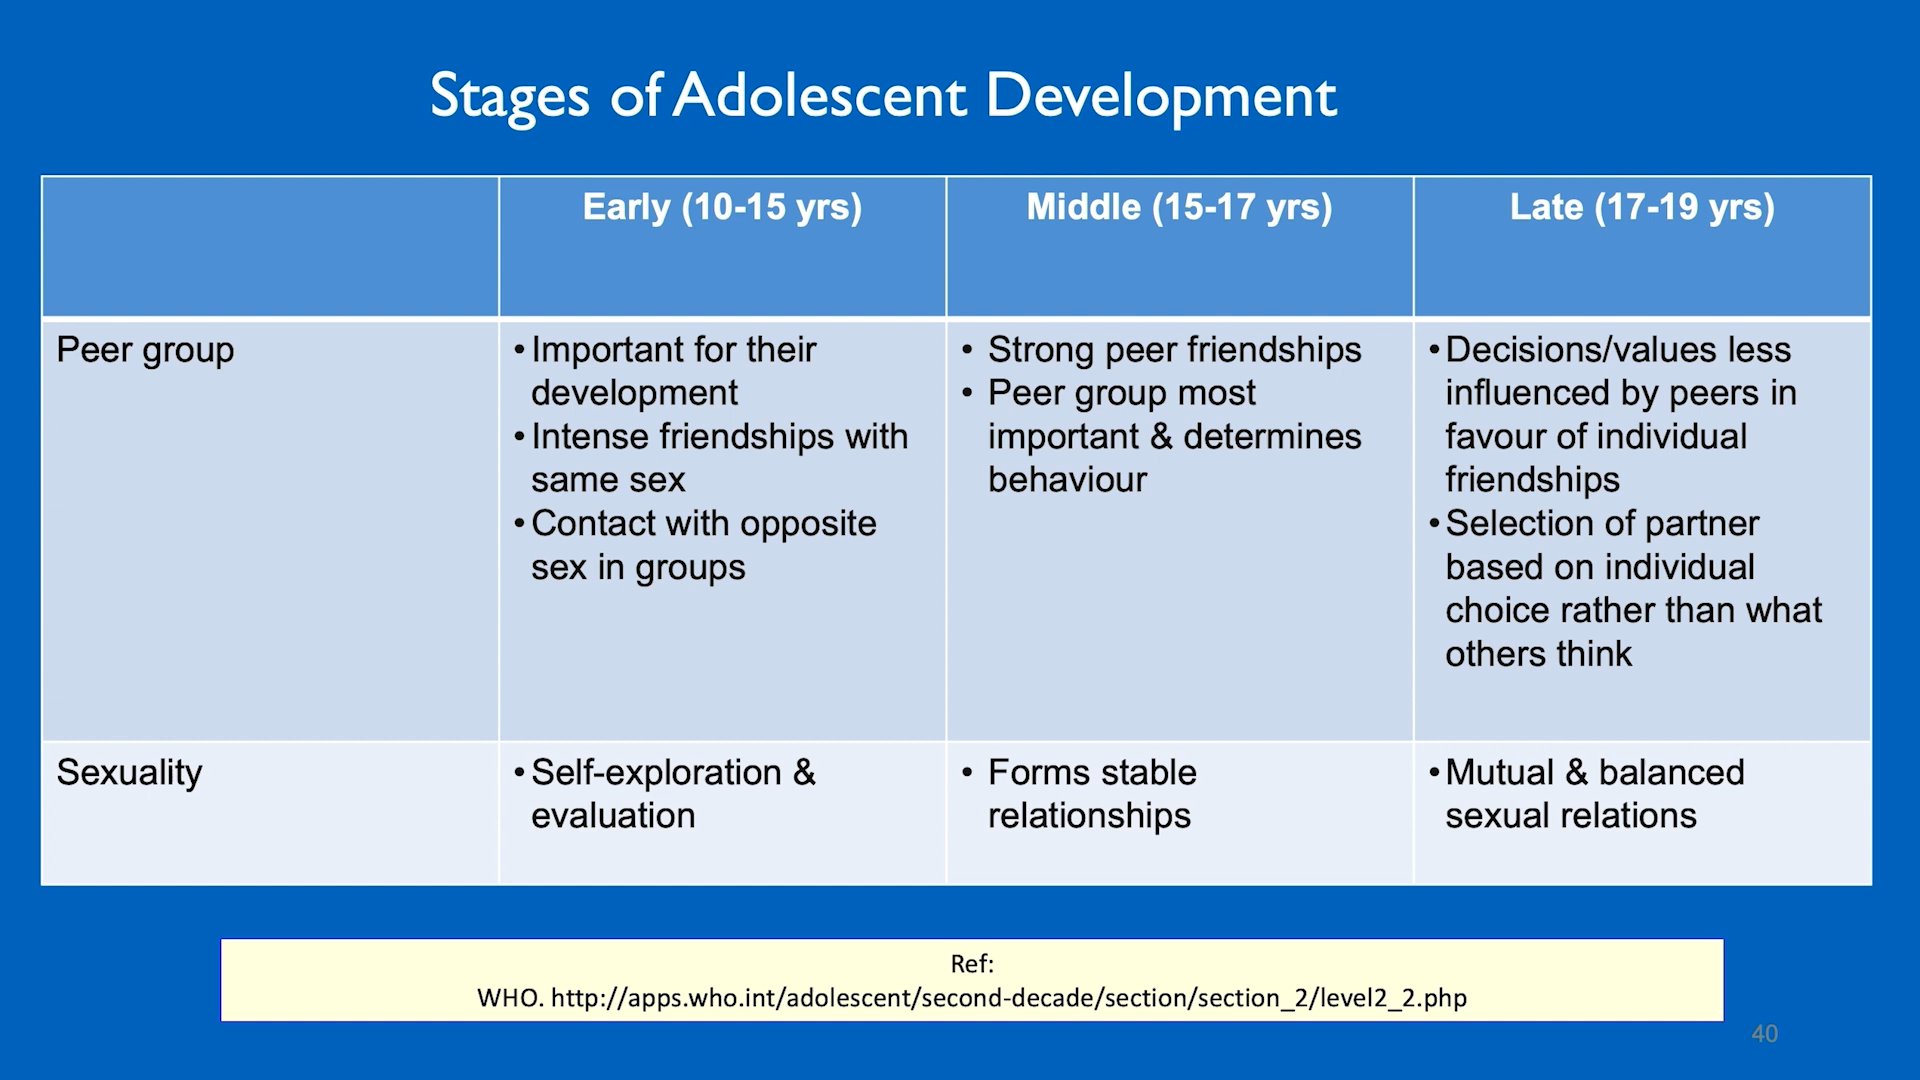 Stages of Adolescent Development
Early (10-15 yrs)
Middle (15-17 yrs)
Late (17-19 yrs)
Peer group
• Important for their
development
• Intense friendships with
same sex
• Contact with opposite
sex in groups
• Strong peer friendships
• Peer group most
important & determines
behaviour
• Decisions/values less
influenced by peers in
favour of individual
friendships
• Selection of partner
based on individual
choice rather than what
others think
Sexuality
• Self-exploration &
evaluation
• Forms stable
relationships
• Mutual & balanced
sexual relations
Ref:
WHO. http://apps.who.int/adolescent/second-decade/section/section_2/level2_2.php
40